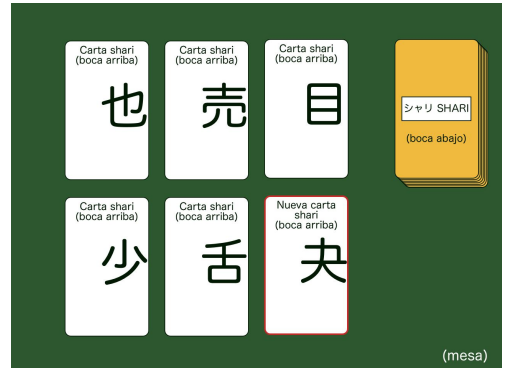 Carta shari
(boca arriba)
也
Carta shari
(boca arriba)
売
Carta shari
(boca arriba)
目
シャリ SHARI
(boca abajo)
Carta shari
(boca arriba)
少
Carta shari
(boca arriba)
舌
Nueva carta
shari
(boca arriba)
夬
(mesa)